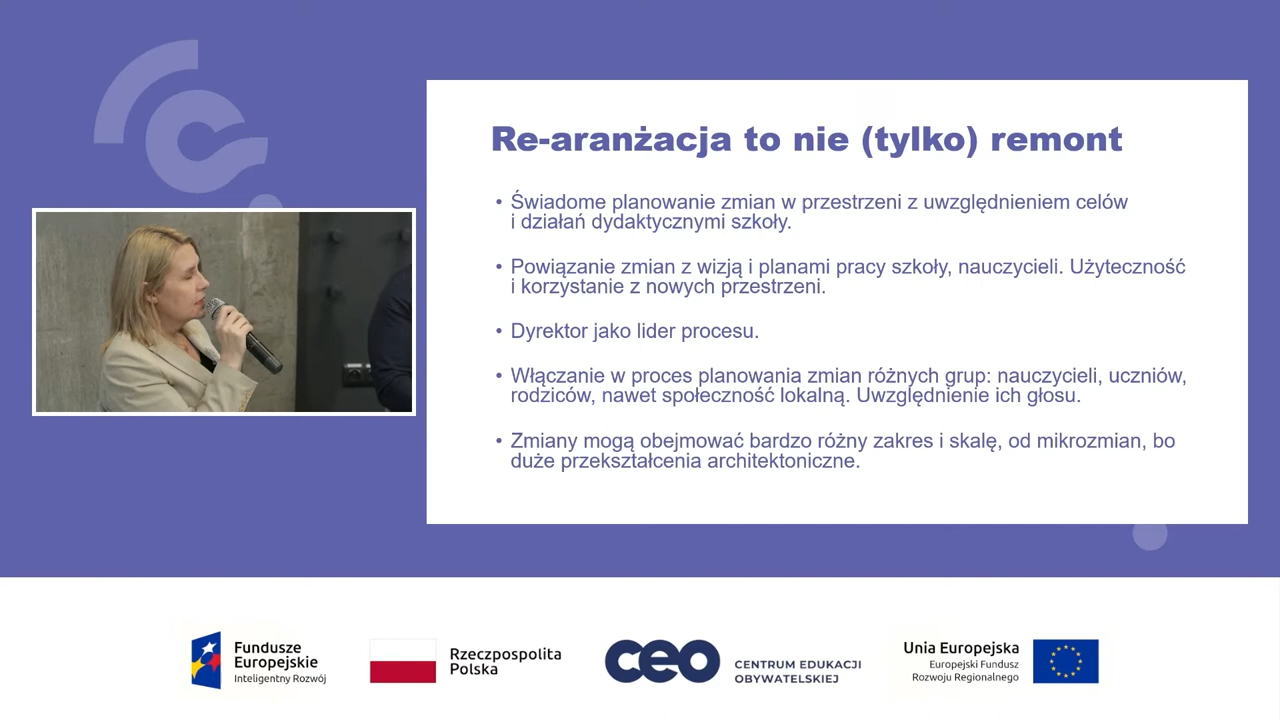 Re-aranżacja to nie (tylko) remont
• Świadome planowanie zmian w przestrzeni z uwzględnieniem celów
i działań dydaktycznymi szkoły.
• Powiązanie zmian z wizją i planami pracy szkoły, nauczycieli. Użyteczność
i korzystanie z nowych przestrzeni.
• Dyrektor jako lider procesu.
• Włączanie w proces planowania zmian różnych grup: nauczycieli, uczniów,
rodziców, nawet społeczność lokalną. Uwzględnienie ich głosu.
• Zmiany mogą obejmować bardzo różny zakres i skalę, od mikrozmian, bo
duże przekształcenia architektoniczne.
Fundusze
Europejskie
Inteligentny Rozwój
Rzeczpospolita
Polska
ceo
CENTRUM EDUKACJI
OBYWATELSKIEJ
Unia Europejska
Europejski Fundusz
Rozwoju Regionalnego